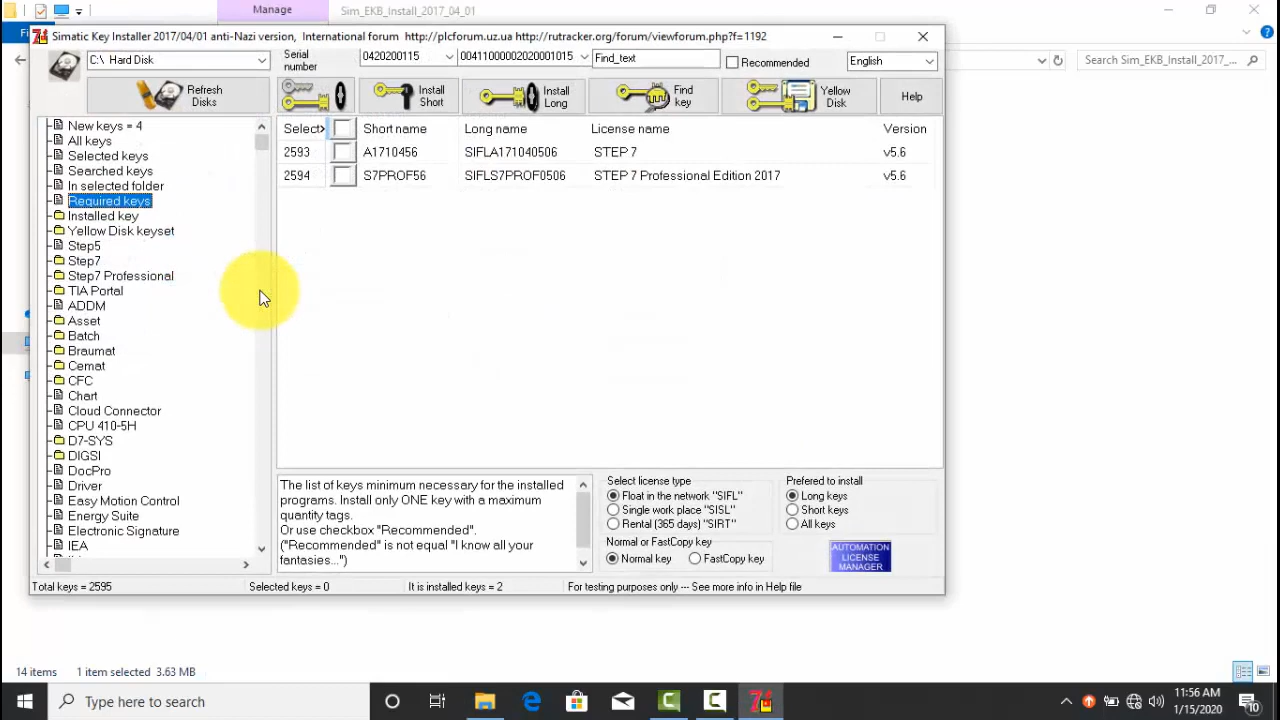 Manage
Sim_EKB_Install_2017_04_01
Simatic Key Installer 2017/04/01 anti-Nazi version, International forum http://plcforum.uz.ua http://rutracker.org/forum/viewforum.php?f=1192
C:\ Hard Disk
Serial number
0420200115
00411000002020001015
Find_text
Recommended
English
Search Sim_EKB_Install_2017_...
Refresh Disks
Install Short
Install Long
Find key
Yellow Disk
Help
New keys = 4
All keys
Selected keys
Searched keys
In selected folder
Required keys
Installed key
Yellow Disk keyset
Step5
Step7
Step7 Professional
TIA Portal
ADDM
Asset
Batch
Braumat
Cemat
CFC
Chart
Cloud Connector
CPU 410-5H
D7-SYS
DIGSI
DocPro
Driver
Easy Motion Control
Energy Suite
Electronic Signature
IEA
Select> Short name Long name License name Version
2593 A1710456 SIFLA171040506 STEP 7 v5.6
2594 S7PROF56 SIFLS7PROF0506 STEP 7 Professional Edition 2017 v5.6
The list of keys minimum necessary for the installed
programs. Install only ONE key with a maximum
quantity tags.
Or use checkbox "Recommended".
("Recommended" is not equal "I know all your
fantasies...")
Select license type
Float in the network "SIFL"
Single work place "SISL"
Rental (365 days) "SIRT"
Normal or FastCopy key
Normal key FastCopy key
Prefered to install
Long keys
Short keys
All keys
AUTOMATION
LICENSE
MANAGER
Total keys = 2595 Selected keys = 0 It is installed keys = 2 For testing purposes only --- See more info in Help file
14 items 1 item selected 3.63 MB
Type here to search
11:56 AM
1/15/2020
10